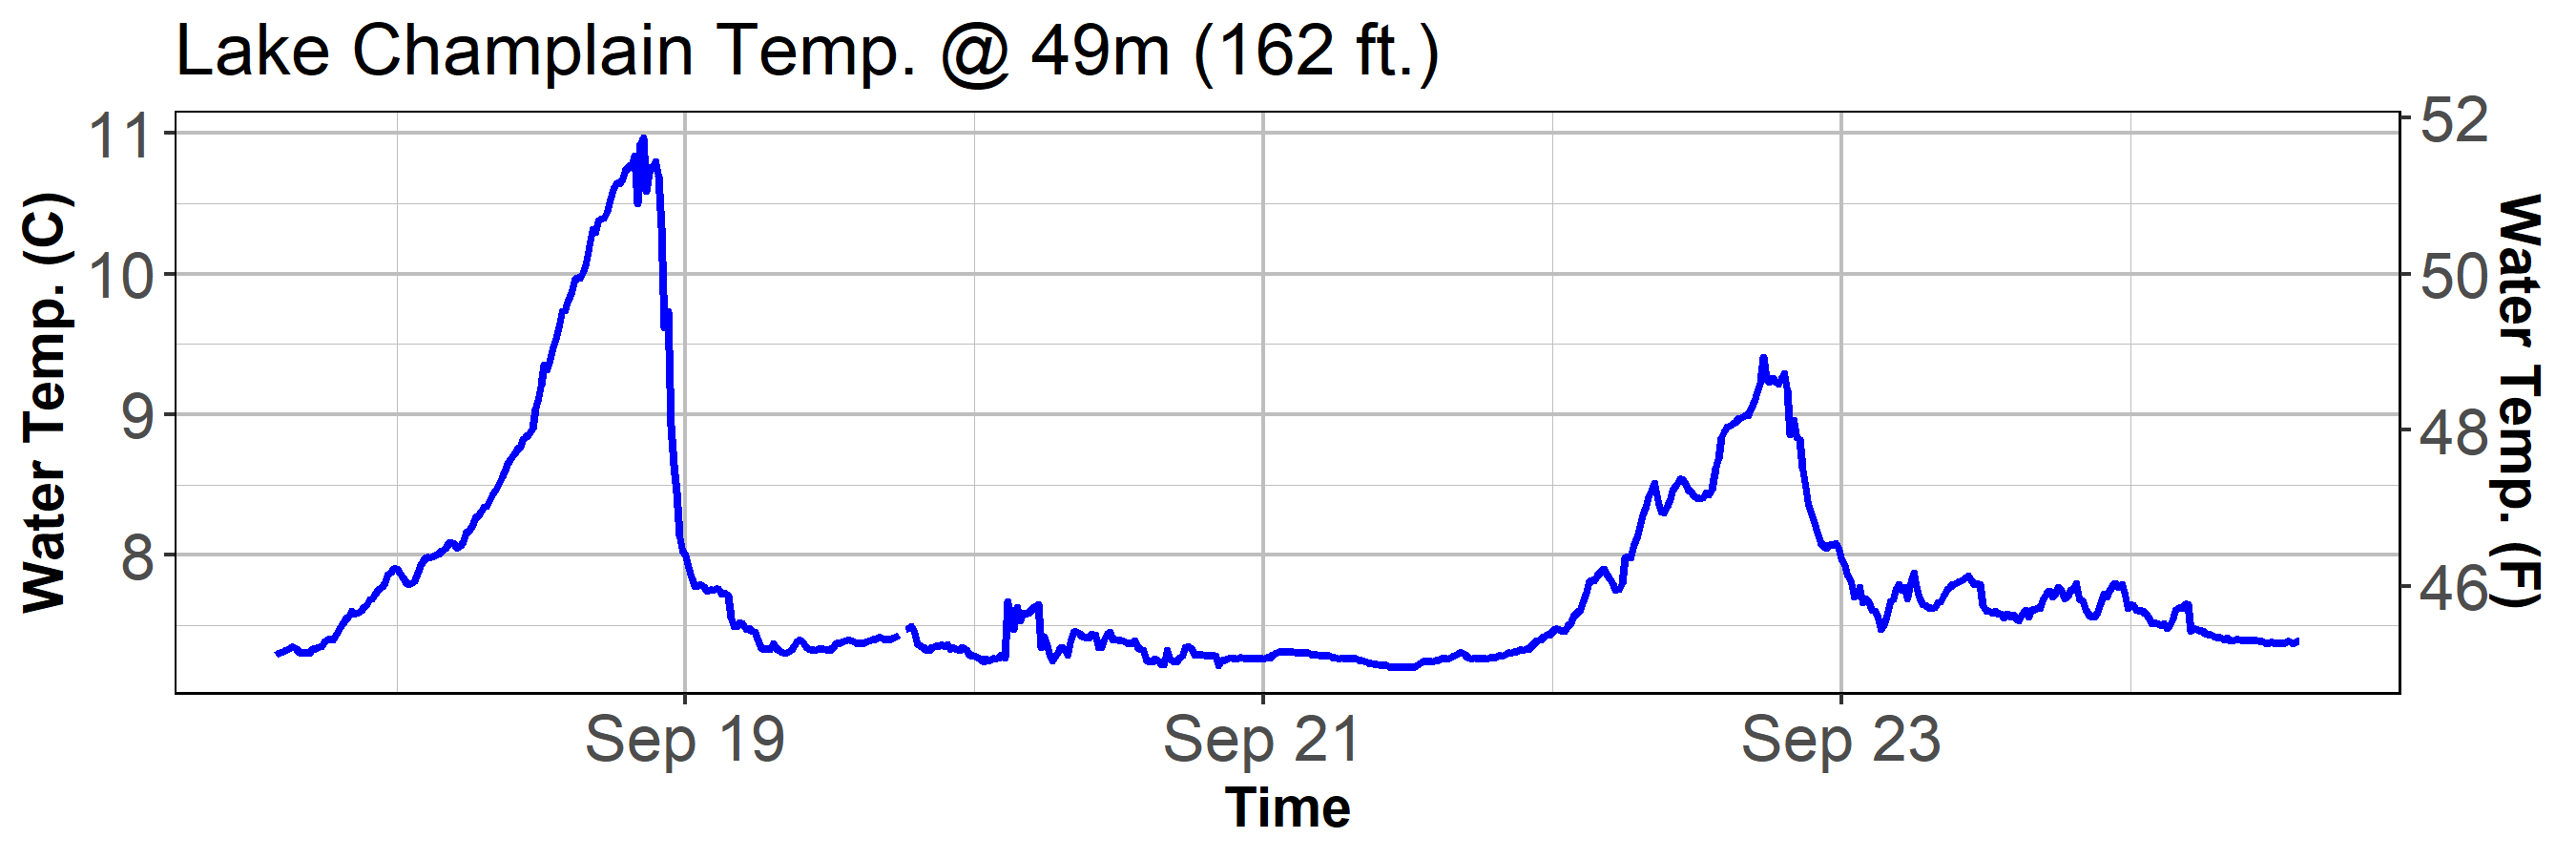 Lake Champlain Temp. @ 49m (162 ft.)
Water Temp. (C)
11
10
9
8
52
50
48
46
Water Temp. (F)
Sep 19
Sep 21
Sep 23
Time